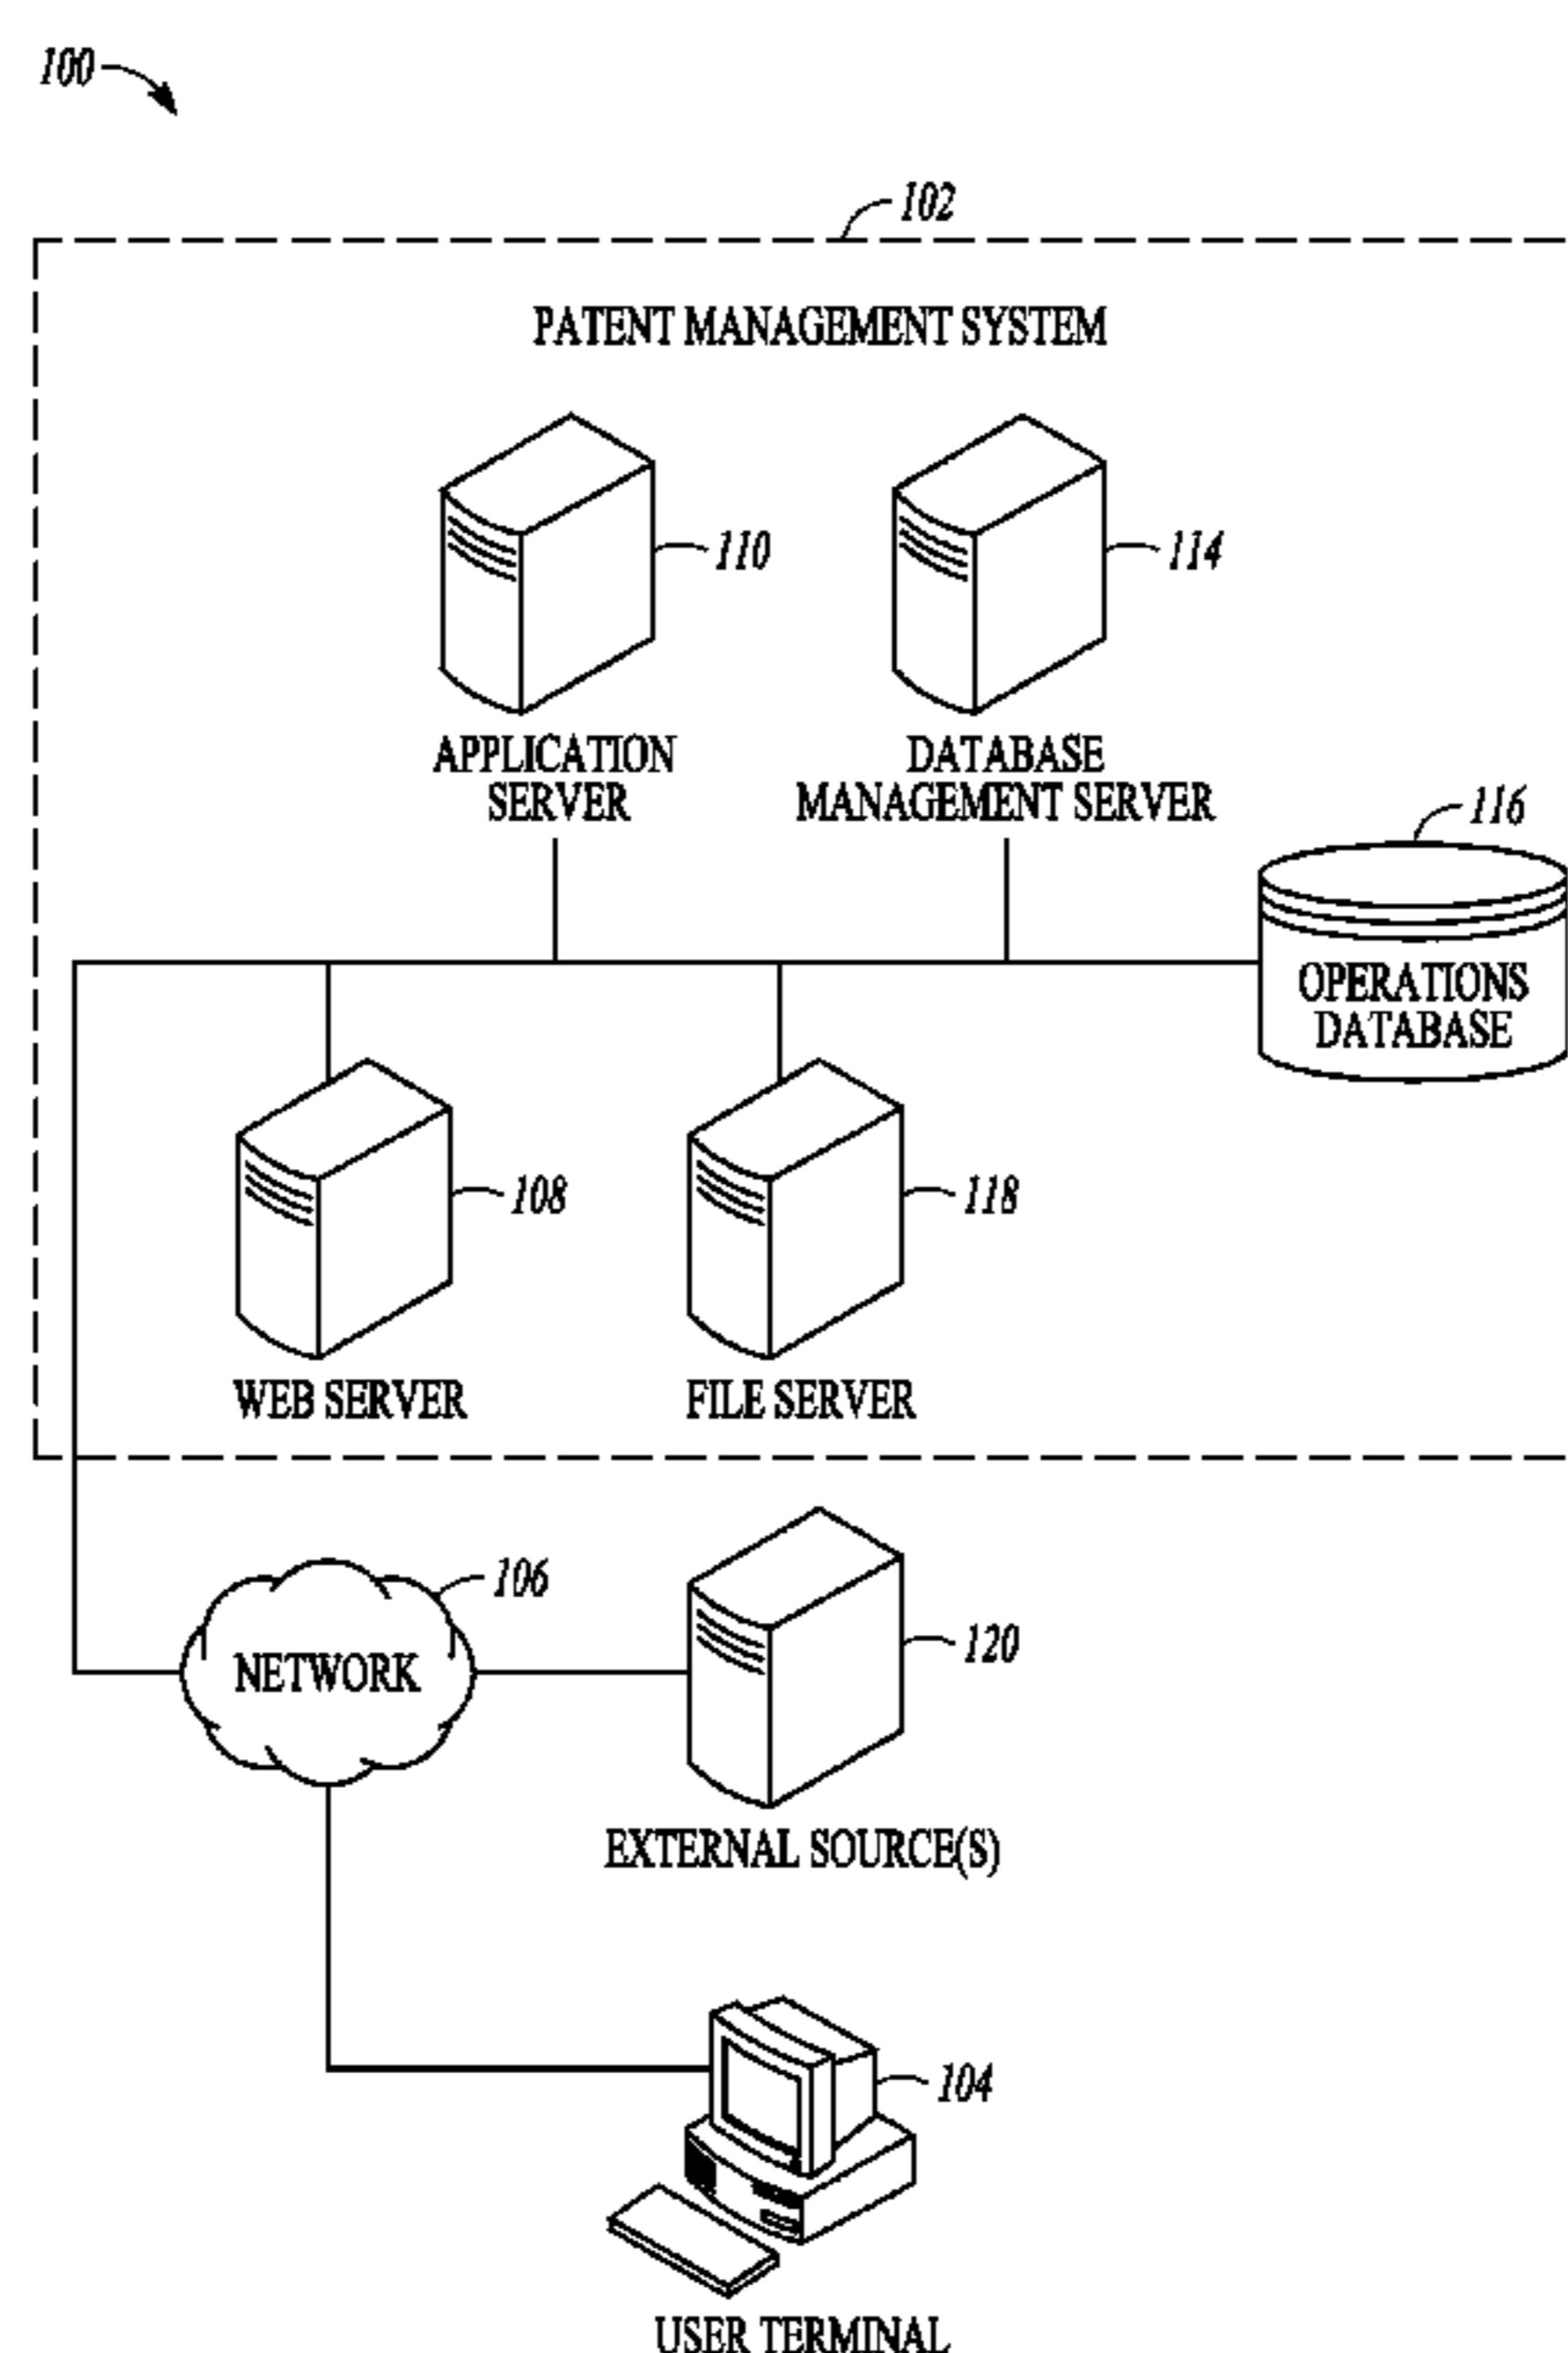 100
102
PATENT MANAGEMENT SYSTEM
110
114
APPLICATION
SERVER
DATABASE
MANAGEMENT SERVER
116
OPERATIONS
DATABASE
108
118
WEB SERVER
FILE SERVER
106
NETWORK
120
EXTERNAL SOURCE(S)
104
USER TERMINAL